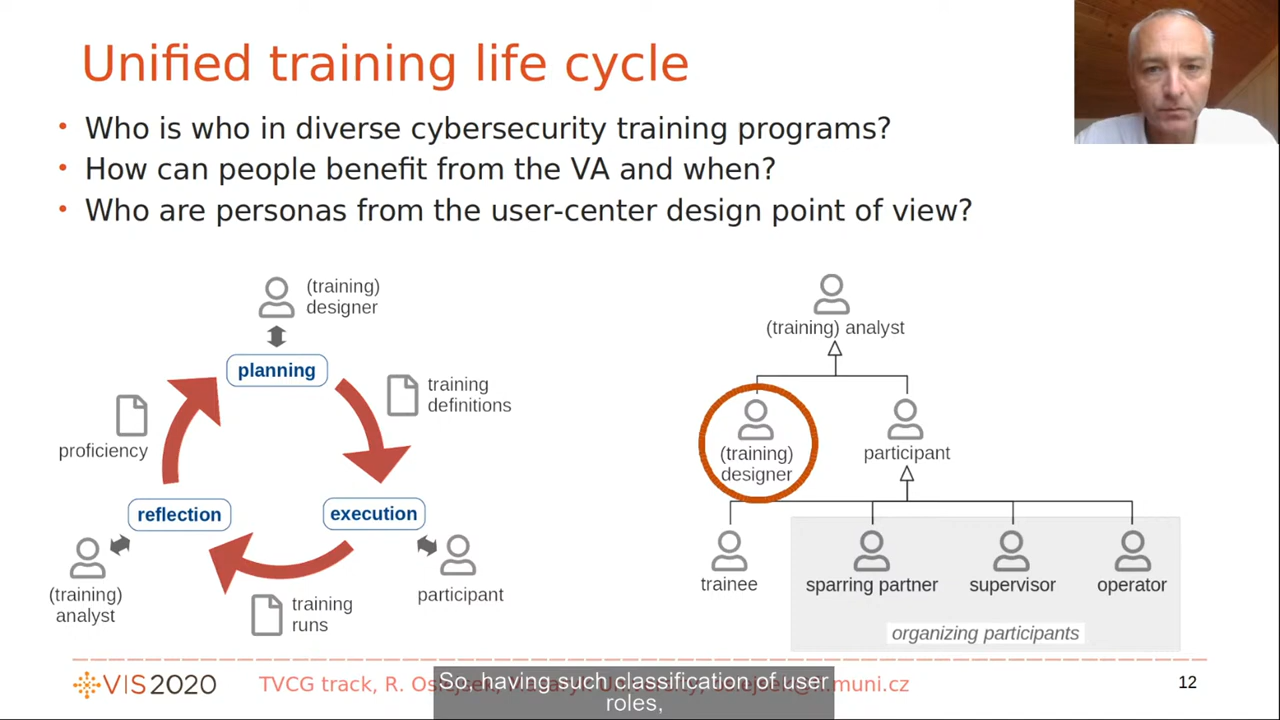 Unified training life cycle
• Who is who in diverse cybersecurity training programs?
• How can people benefit from the VA and when?
• Who are personas from the user-center design point of view?
(training)
designer
planning
training
definitions
proficiency
reflection
execution
(training)
analyst
training
runs
participant
(training) analyst
(training)
designer
participant
trainee
sparring partner
supervisor
operator
organizing participants
VIS2020
TVCG track, R.
muni.cz
12
So, having such classification of user
roles,